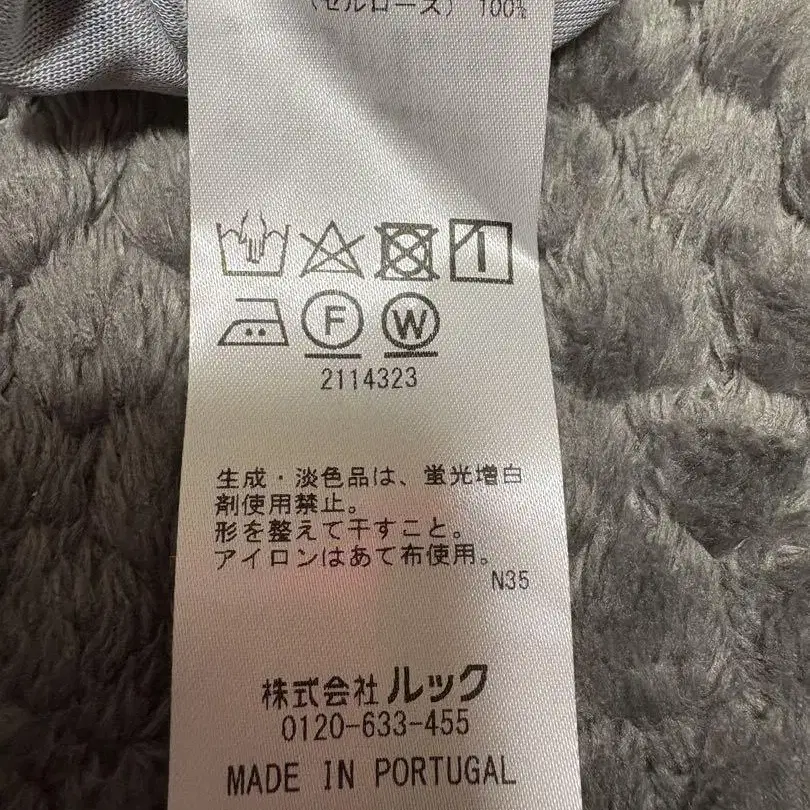 (セルロース) 100%
F W
2114323
生成・淡色品は、蛍光増白
剤使用禁止。
形を整えて干すこと。
アイロンはあて布使用。
N35
株式会社 ルック
0120-633-455
MADE IN PORTUGAL